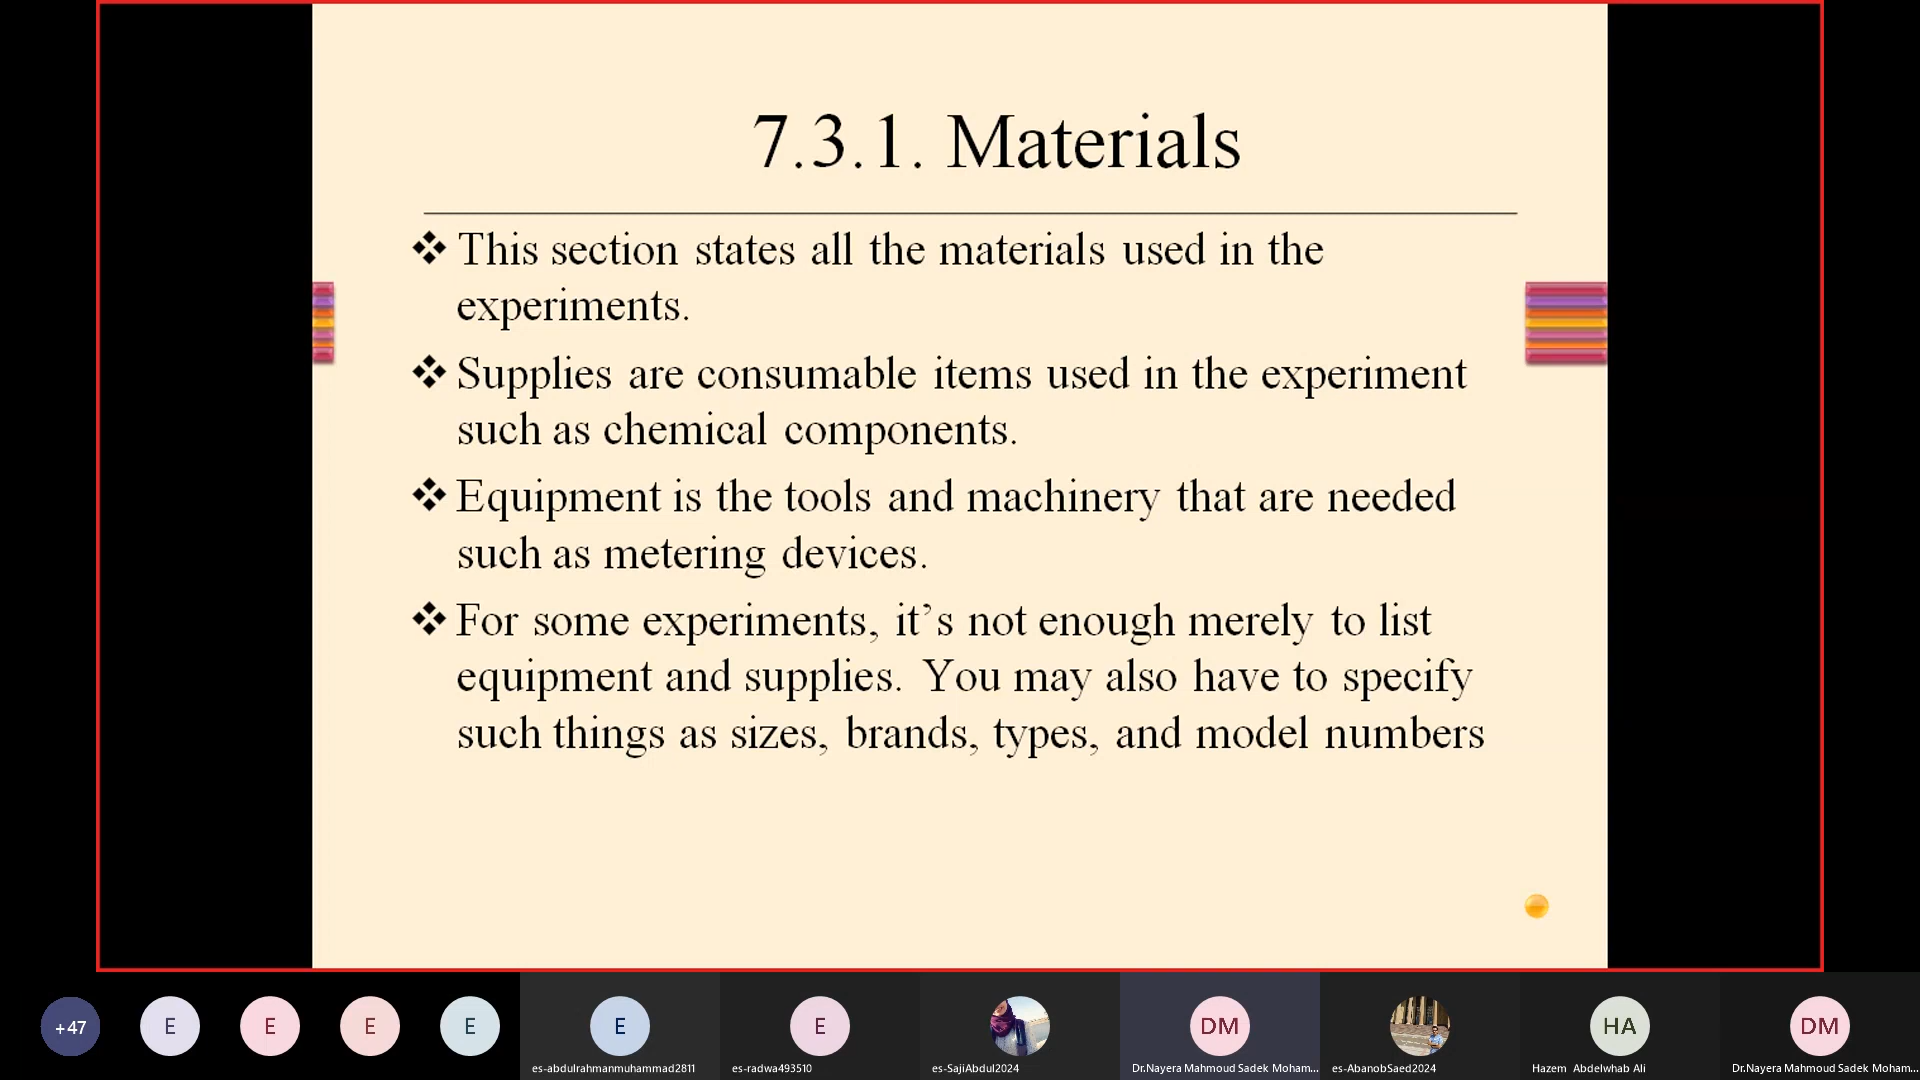 7.3.1. Materials
❖ This section states all the materials used in the
experiments.
❖ Supplies are consumable items used in the experiment
such as chemical components.
❖ Equipment is the tools and machinery that are needed
such as metering devices.
❖ For some experiments, it’s not enough merely to list
equipment and supplies. You may also have to specify
such things as sizes, brands, types, and model numbers
+47 E E E E E E DM HA DM
es-abdulrahmanmuhammad2811 es-radwa493510 es-SajiAbdul2024 Dr.Nayera Mahmoud Sadek Moham... es-AbanobSaed2024 Hazem Abdelwhab Ali Dr.Nayera Mahmoud Sadek Moham...